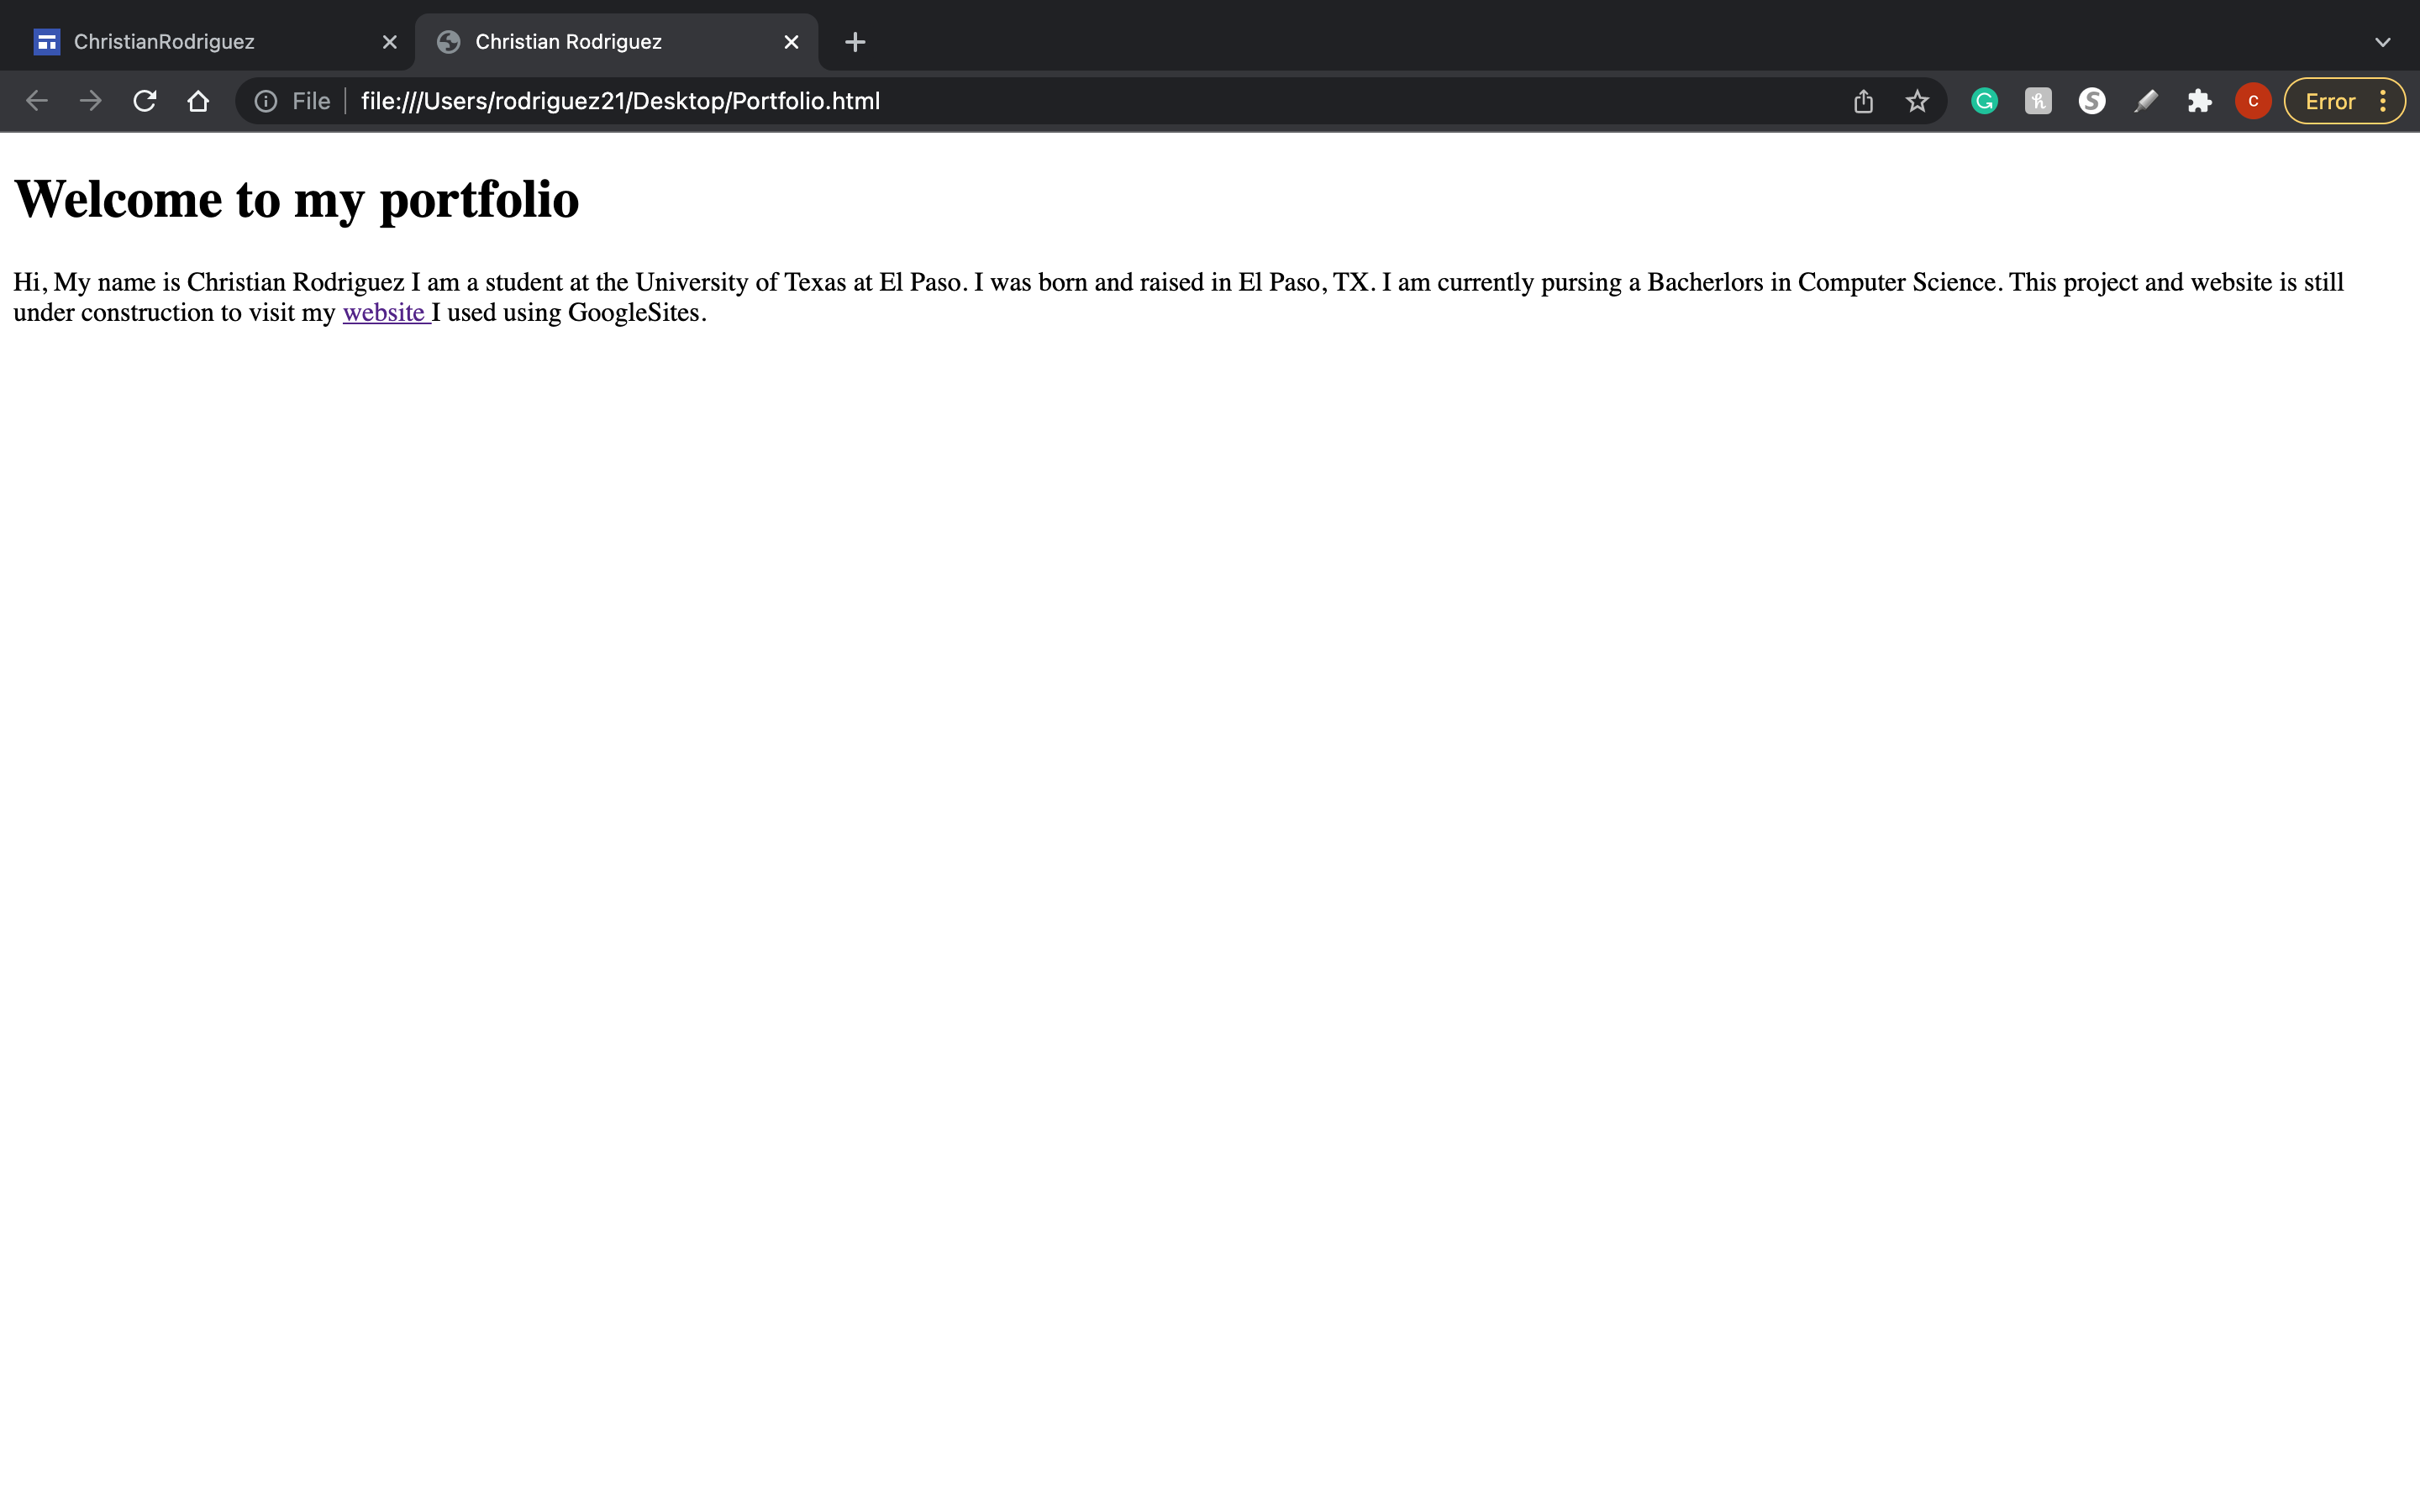 ChristianRodriguez
Christian Rodriguez
File
file:///Users/rodriguez21/Desktop/Portfolio.html
C
Error
Welcome to my portfolio
Hi, My name is Christian Rodriguez I am a student at the University of Texas at El Paso. I was born and raised in El Paso, TX. I am currently pursing a Bacherlors in Computer Science. This project and website is still
under construction to visit my website I used using GoogleSites.